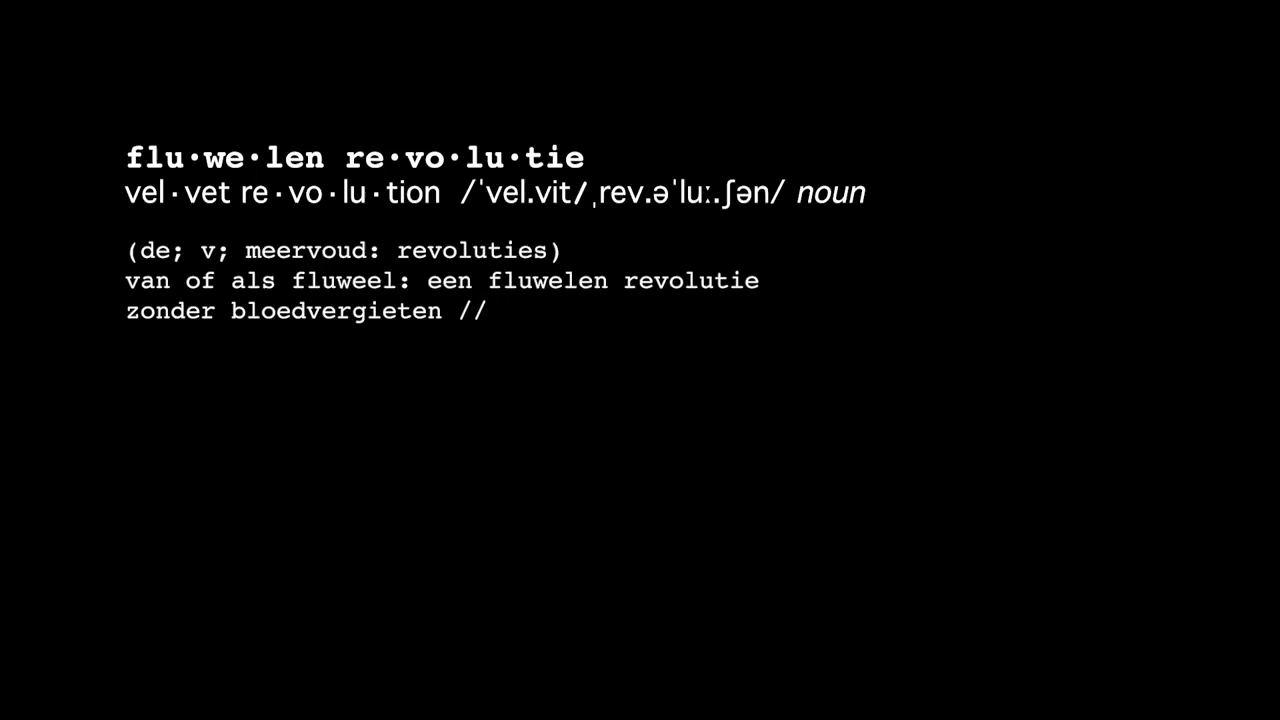 flu·we·len re·vo·lu·tie
vel·vet re·vo·lu·tion /ˈvel.vit/ˌrev.əˈluː.ʃən/ noun
(de; v; meervoud: revoluties)
van of als fluweel: een fluwelen revolutie
zonder bloedvergieten //